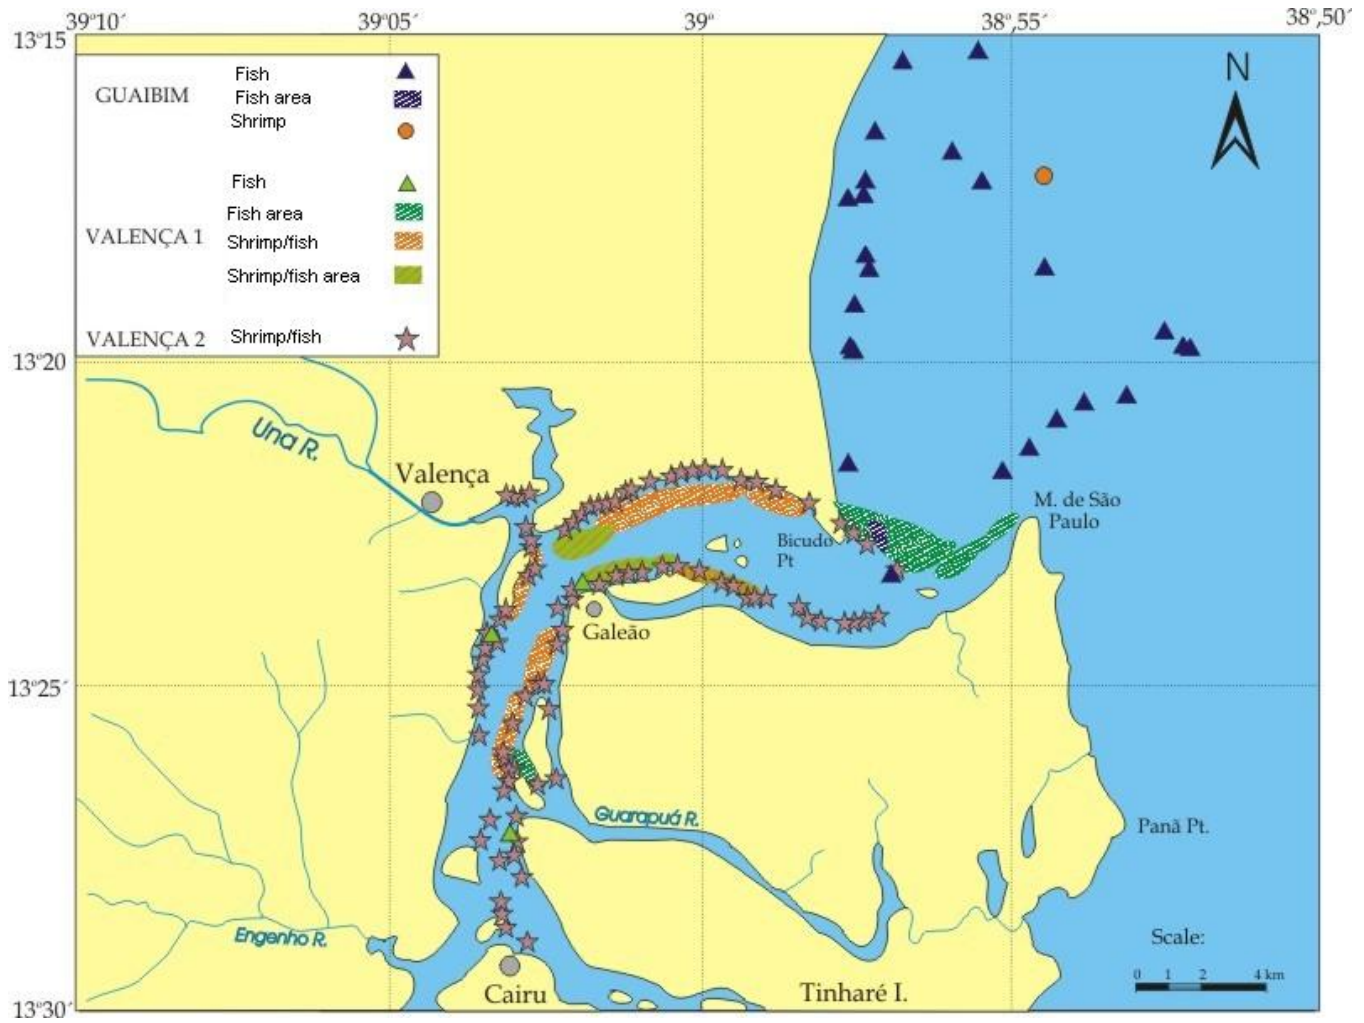 39°10´ 39°05´ 39° 38°,55´ 38°,50´
13°15
GUAIBIM
Fish
Fish area
Shrimp
VALENÇA 1
Fish
Fish area
Shrimp/fish
Shrimp/fish area
VALENÇA 2
Shrimp/fish
N
13°20
Una R.
Valença
M. de São
Paulo
Bicudo
Pt
Galeão
13°25´
Guarapuá R.
Panã Pt.
Engenho R.
Scale:
0 1 2 4 km
Cairu
Tinharé I.
13°30´